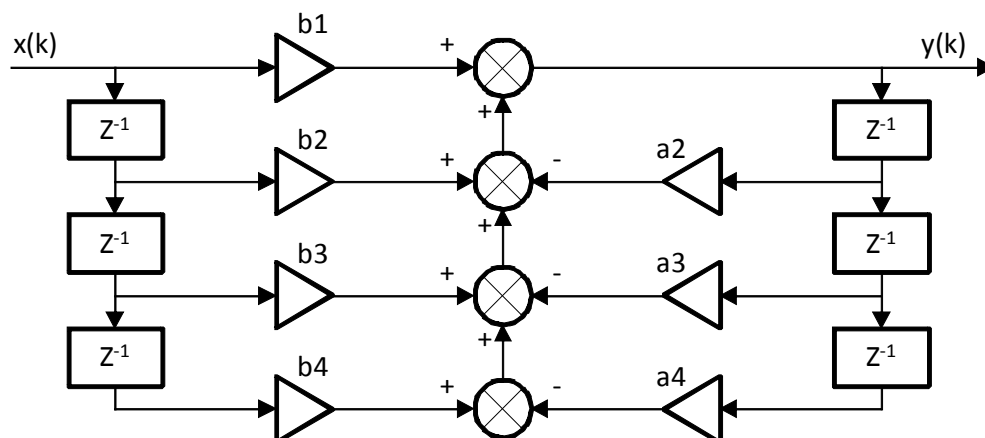 x(k) b1 + y(k)
Z-1 + Z-1
b2 + - a2
Z-1 + Z-1
b3 + - a3
Z-1 + Z-1
b4 + - a4